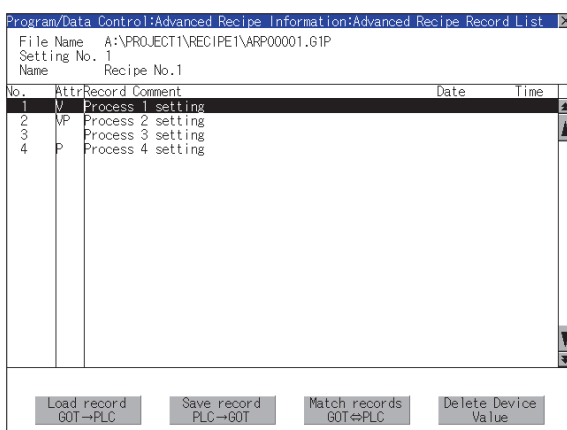 Program/Data Control:Advanced Recipe Information:Advanced Recipe Record List
File Name A:\PROJECT1\RECIPE1\ARP00001.G1P
Setting No. 1
Name Recipe No.1
No. Attr Record Comment Date Time
1 V Process 1 setting
2 VP Process 2 setting
3 Process 3 setting
4 P Process 4 setting
Load record Save record Match records Delete Device
GOT→PLC PLC→GOT GOT⇔PLC Value